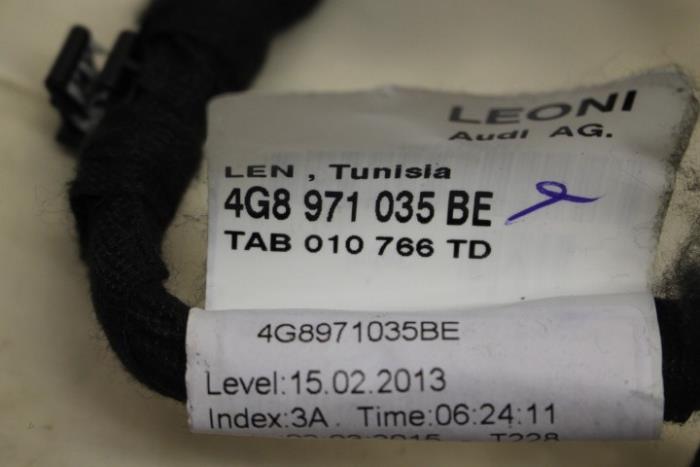 LEONI
Audi AG.
LEN , Tunisia
4G8 971 035 BE
TAB 010 766 TD
4G8971035BE
Level:15.02.2013
Index:3A. Time:06:24:11
T228